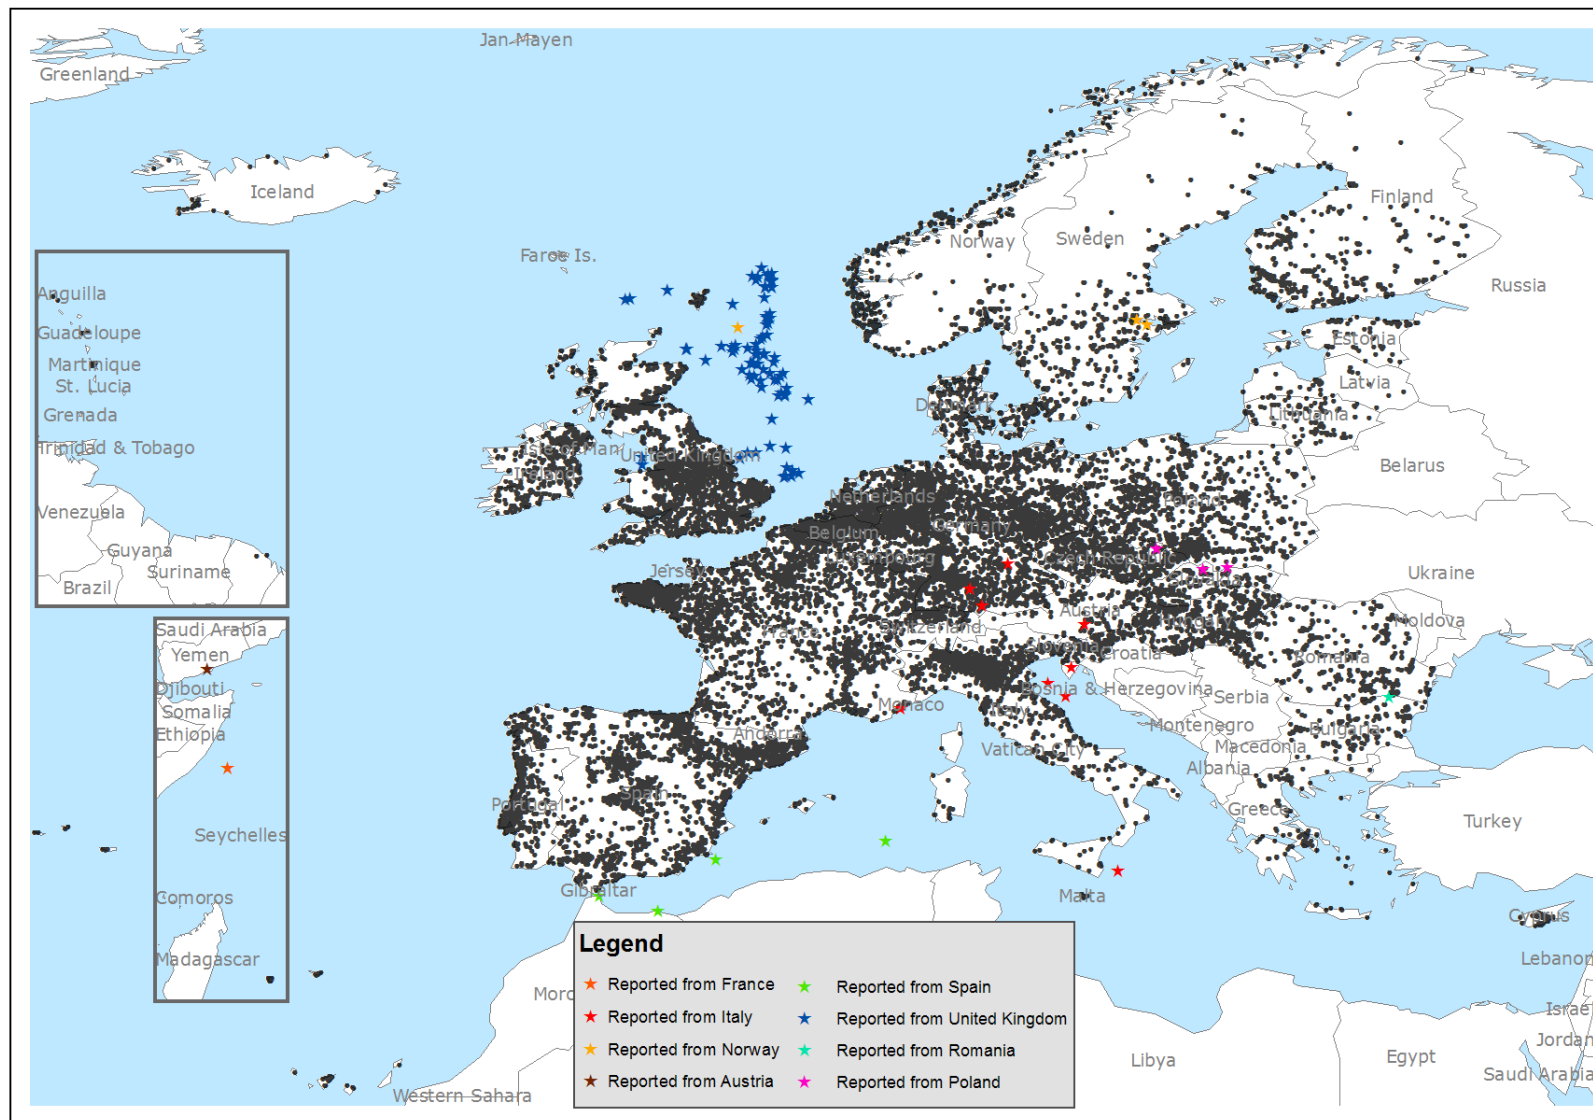 Jan Mayen
Greenland
Iceland
Finland
Norway
Sweden
Faroe Is.
Russia
Anguilla
Guadeloupe
Estonia
Martinique
St. Lucia
Latvia
Denmark
Grenada
Lithuania
Trinidad & Tobago
Isle of Man
United Kingdom
Belarus
Ireland
Netherlands
Poland
Venezuela
Germany
Belgium
Guyana
Luxembourg
Czech Republic
Suriname
Jersey
Slovakia
Ukraine
Brazil
Austria
Hungary
Moldova
Saudi Arabia
France
Switzerland
Yemen
Slovenia
Croatia
Romania
Djibouti
Bosnia & Herzegovina
Serbia
Somalia
Monaco
Italy
Montenegro
Bulgaria
Ethiopia
Andorra
Vatican City
Macedonia
Albania
Spain
Portugal
Greece
Turkey
Seychelles
Gibraltar
Comoros
Malta
Cyprus
Madagascar
Lebanon
Legend
Reported from France
Reported from Spain
Moro
Reported from Italy
Reported from United Kingdom
Israel
Jordan
Reported from Norway
Reported from Romania
Libya
Egypt
Saudi Arabia
Reported from Austria
Reported from Poland
Western Sahara